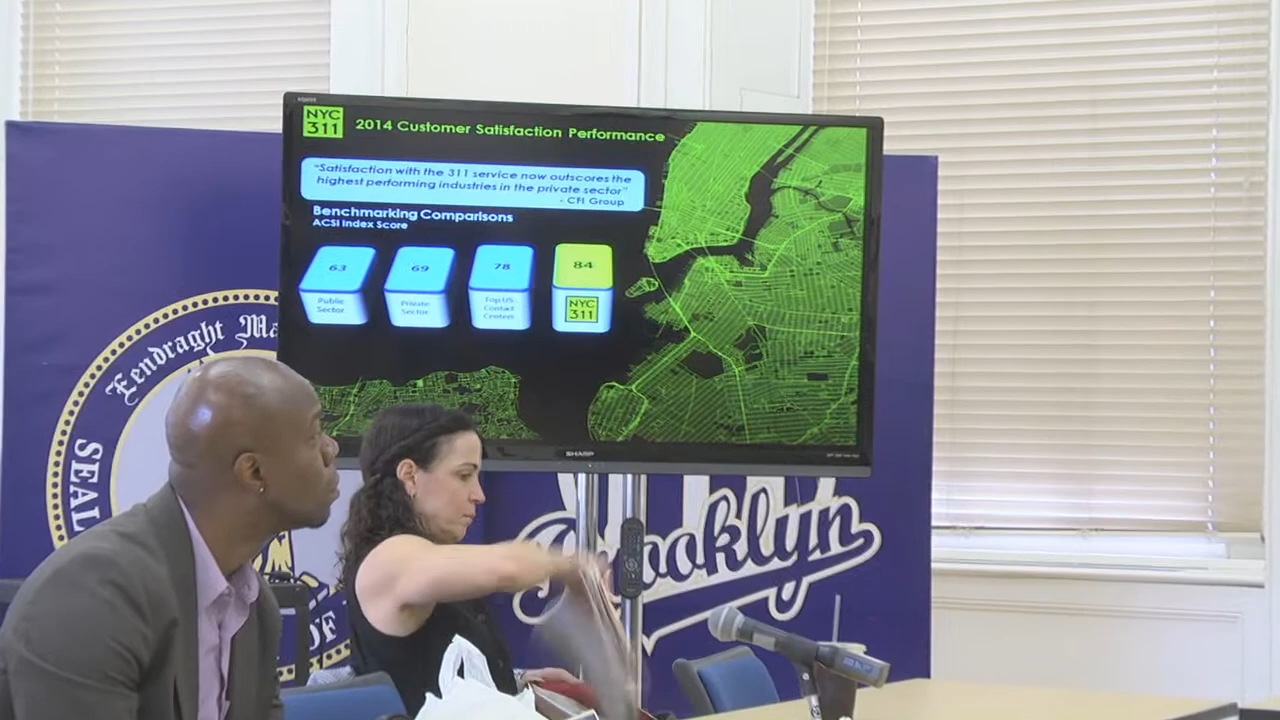 NYC
311
2014 Customer Satisfaction Performance
"Satisfaction with the 311 service now outscores the
highest performing industries in the private sector"
- CFI Group
Benchmarking Comparisons
ACSI Index Score
63
69
78
84
Public
Sector
Private
Sector
Top US
Contact
Centers
NYC
311
SHARP
Eendraght Ma
SEAL
OF
Brooklyn